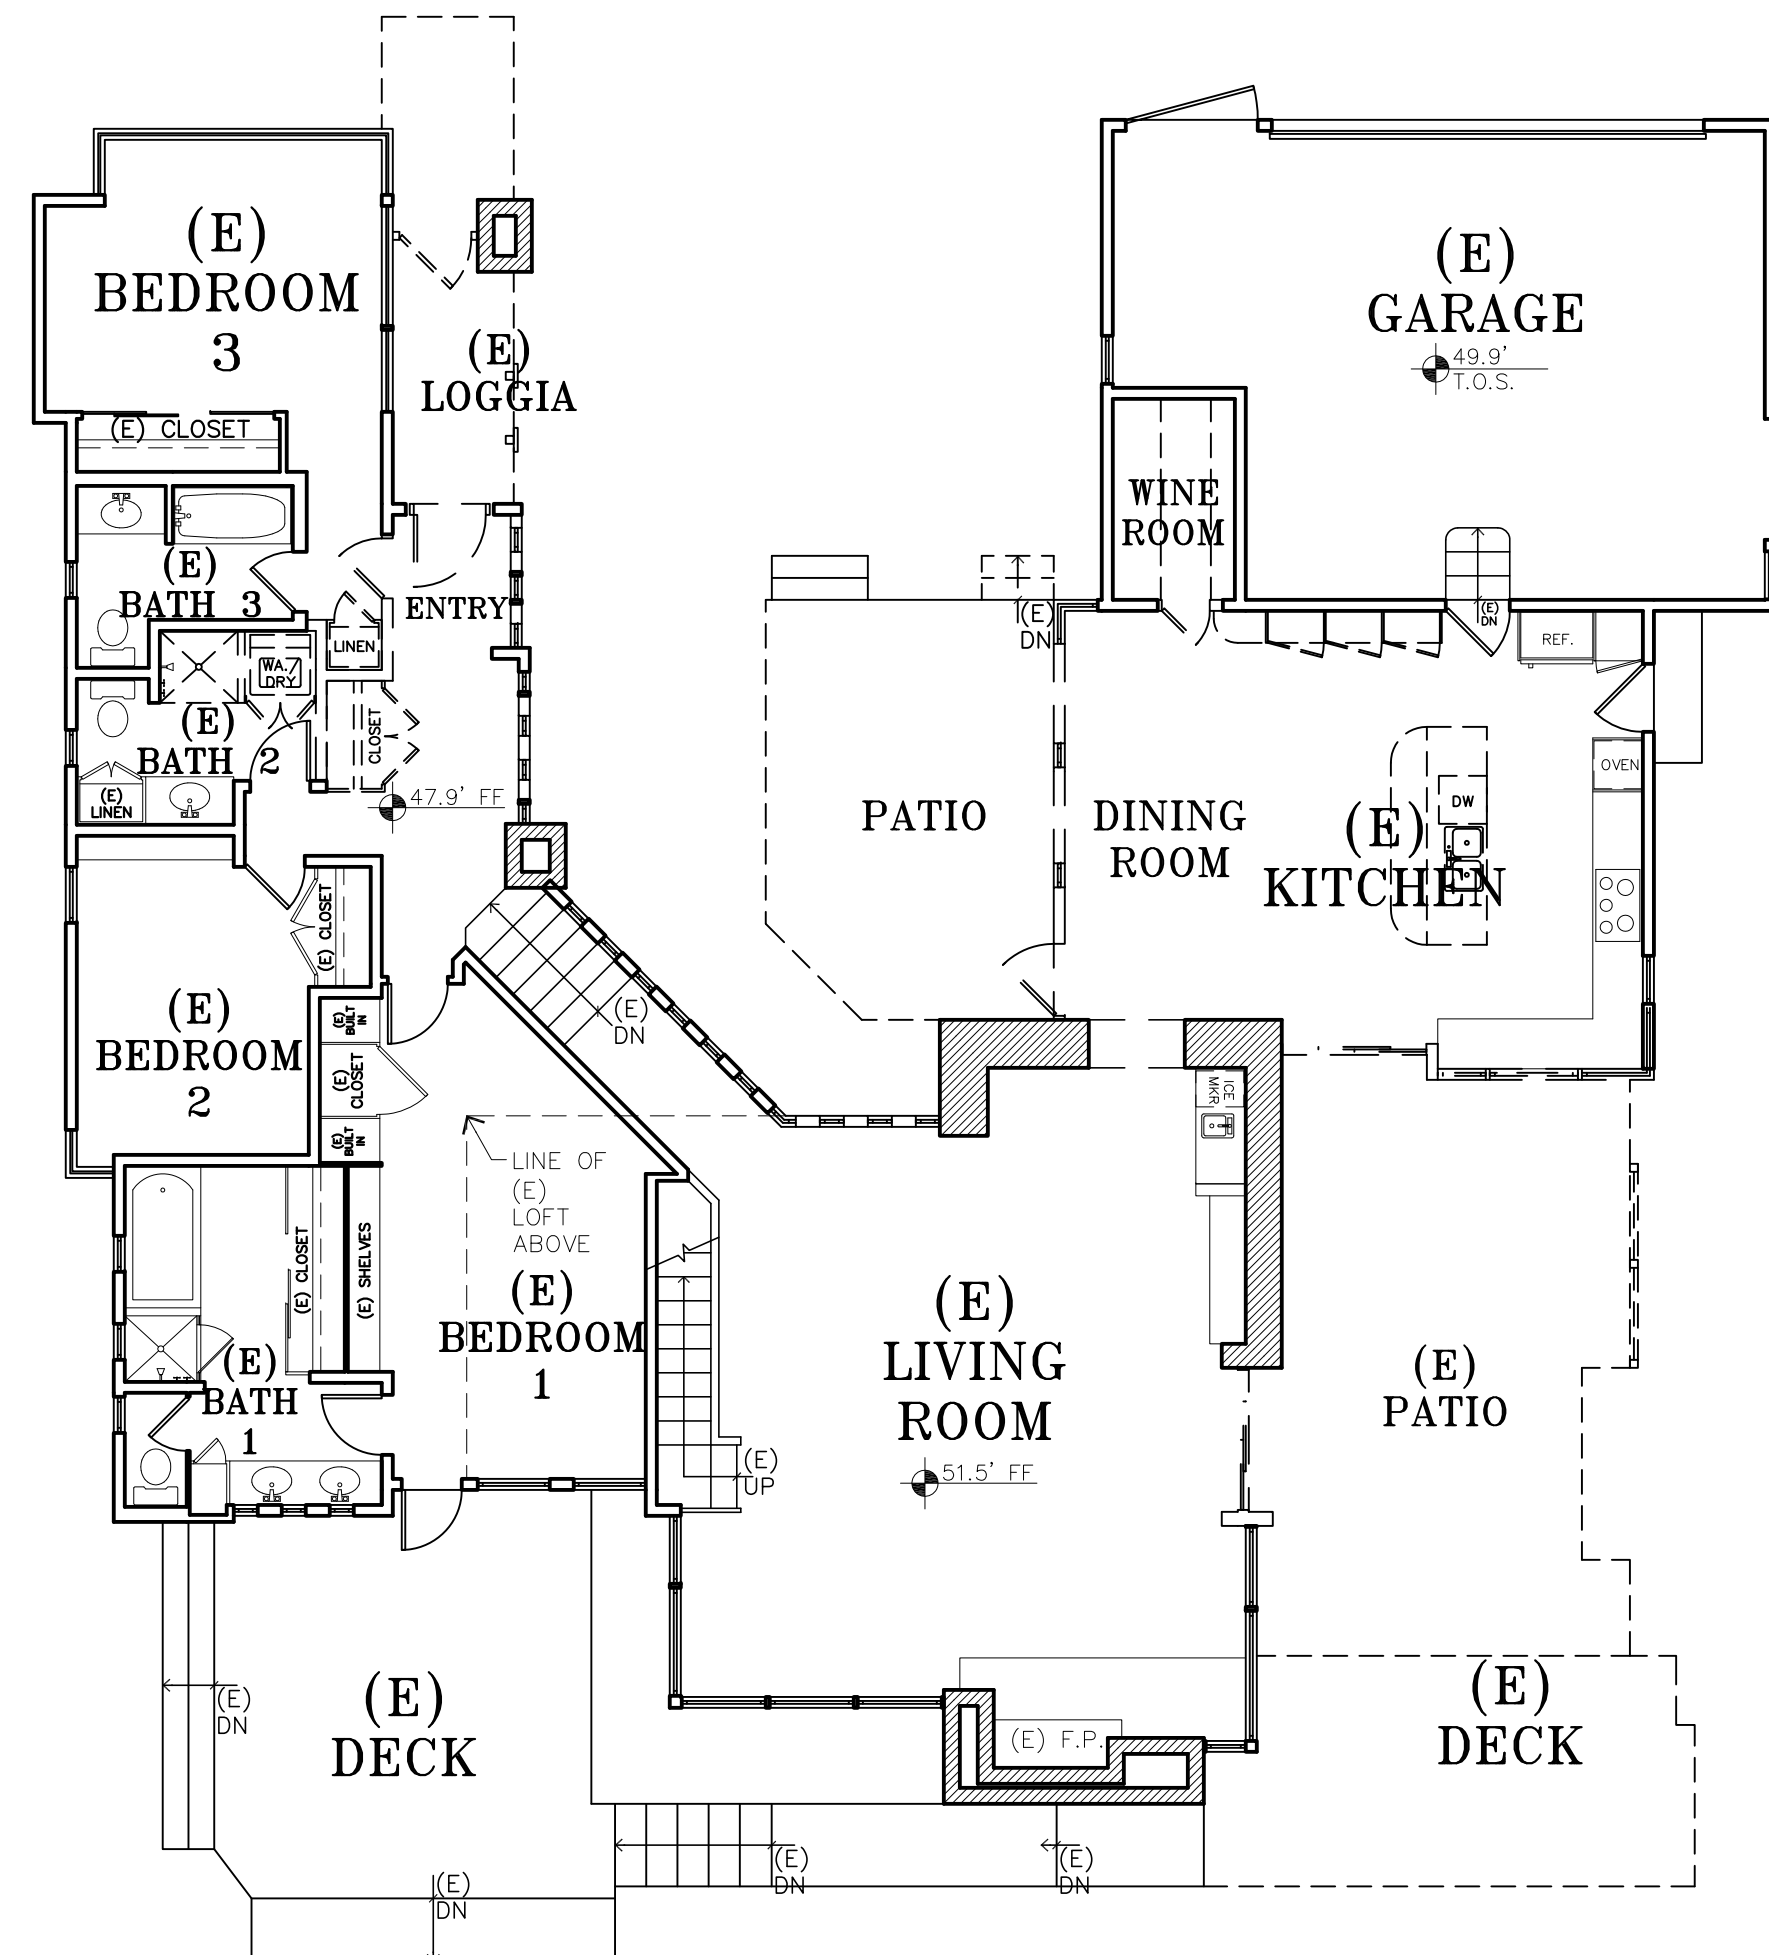 (E)
BEDROOM
3
(E) CLOSET
(E)
LOGGIA
(E)
GARAGE
49.9'
T.O.S.
WINE
ROOM
(E)
BATH 3
ENTRY
LINEN
WA./
DRY
(E)
BATH 2
(E)
LINEN
CLOSET
47.9' FF
(E)
DN
(E)
DN
REF.
OVEN
DW
PATIO
DINING
ROOM
(E)
KITCHEN
(E) CLOSET
(E)
BEDROOM
2
(E)
BUILT
IN
(E)
CLOSET
(E)
BUILT
IN
(E)
DN
ICE
MKR
LINE OF
(E)
LOFT
ABOVE
(E) CLOSET
(E) SHELVES
(E)
BEDROOM
1
(E)
BATH
1
(E)
LIVING
ROOM
51.5' FF
(E)
UP
(E)
PATIO
(E)
DECK
(E)
DN
(E) F.P.
(E)
DECK
(E)
DN
(E)
DN
(E)
DN